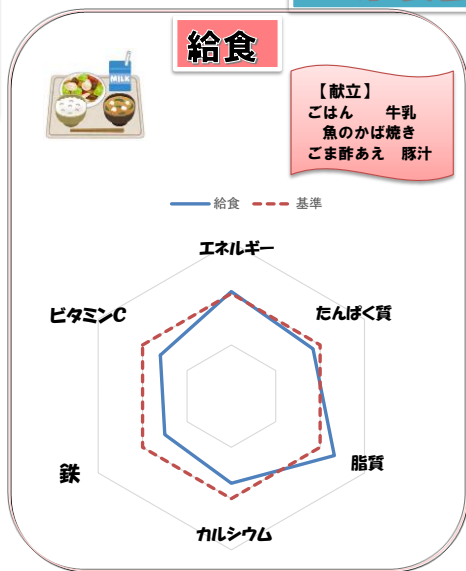 給食
MILK
【献立】
ごはん 牛乳
魚のかば焼き
ごま酢あえ 豚汁
給食 基準
エネルギー
たんぱく質
脂質
カルシウム
鉄
ビタミンC